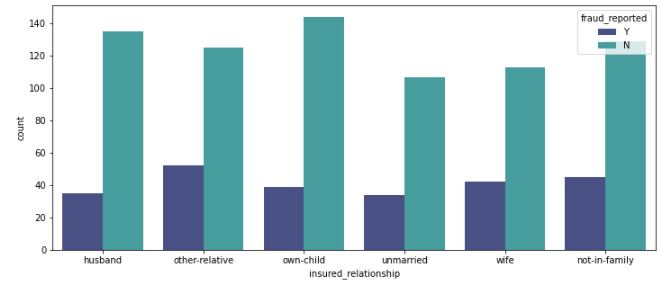 fraud_reported
Y
N
140
120
100
80
60
40
20
0
count
husband other-relative own-child unmarried wife not-in-family
insured_relationship